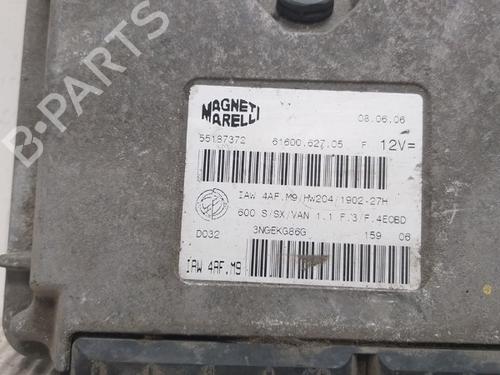 B-Parts
MAGNETI
MARELLI
08.06.06
55187372 61600.627.05 F 12V=
IAW 4AF.M9/HW204/1902-27H
600 S/SX/VAN 1.1 F.3/F.4EOBD
D032 3NGEKG86G 159 06
IAW 4AF.M9